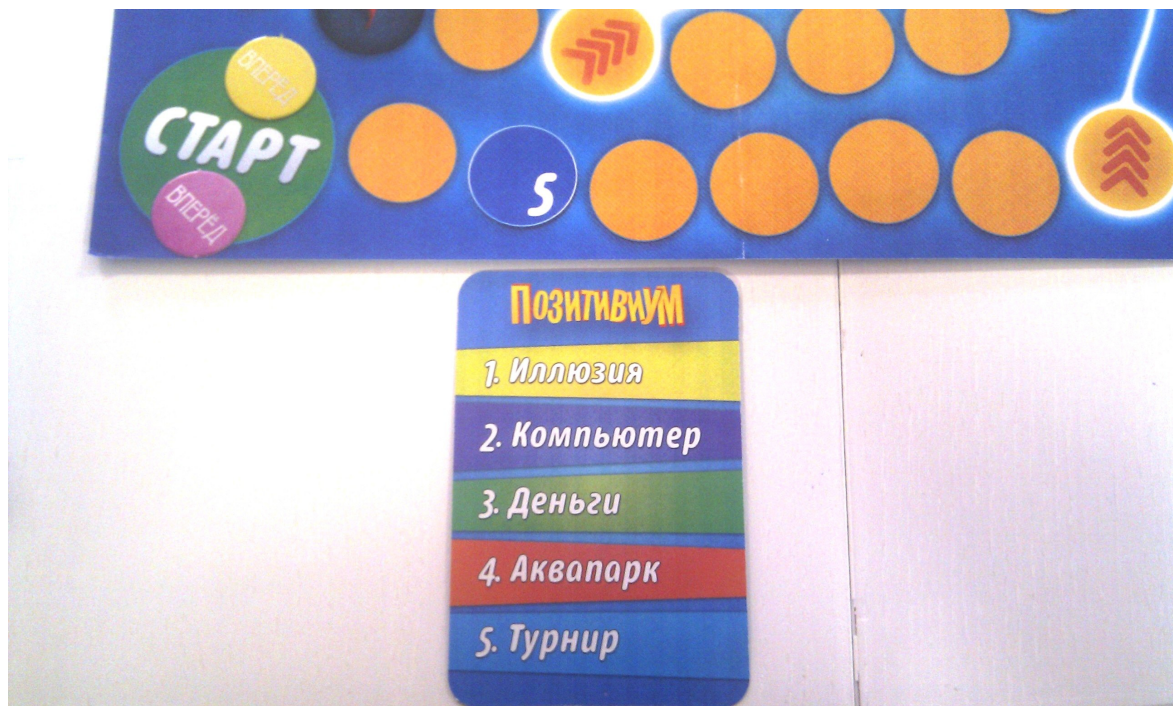 ВПЕРЁД
СТАРТ
5
ВПЕРЁД
ПОЗИТИВИУМ
1. Иллюзия
2. Компьютер
3. Деньги
4. Аквапарк
5. Турнир